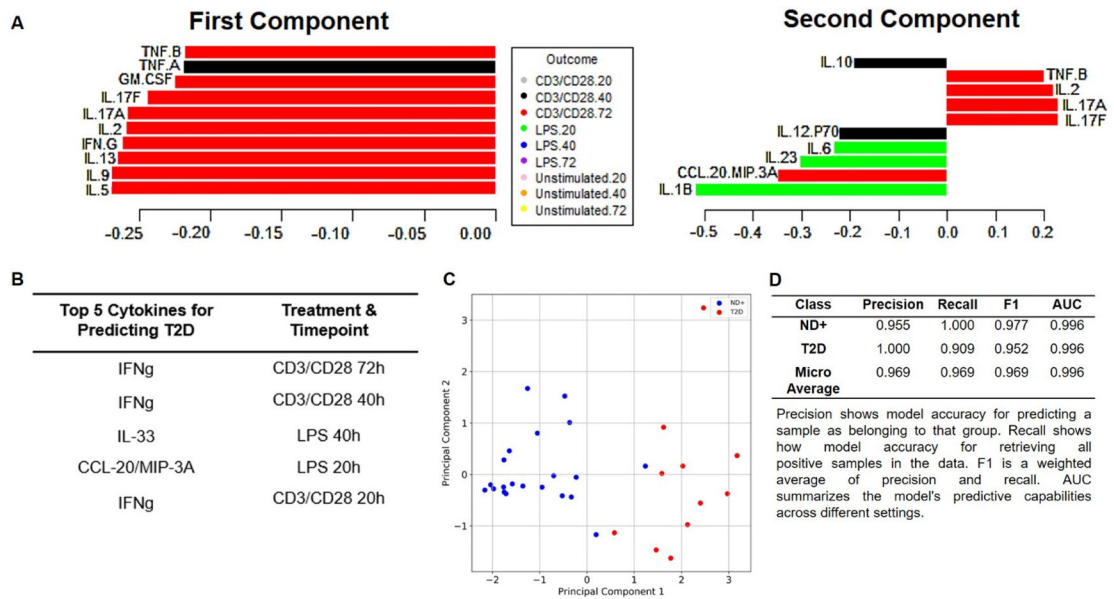 A
First Component
TNF.B
TNF.A
GM.CSF
IL.17F
IL.17A
IL.2
IFN.G
IL.13
IL.9
IL.5
-0.25
-0.20
-0.15
-0.10
-0.05
0.00
Outcome
CD3/CD28.20
CD3/CD28.40
CD3/CD28.72
LPS.20
LPS.40
LPS.72
Unstimulated.20
Unstimulated.40
Unstimulated.72
Second Component
IL.10
TNF.B
IL.2
IL.17A
IL.17F
IL.12.P70
IL.6
IL.23
CCL.20.MIP.3A
IL.1B
-0.5
-0.4
-0.3
-0.2
-0.1
0.0
0.1
0.2
B
Top 5 Cytokines for Predicting T2D
Treatment & Timepoint
IFNg CD3/CD28 72h
IFNg CD3/CD28 40h
IL-33 LPS 40h
CCL-20/MIP-3A LPS 20h
IFNg CD3/CD28 20h
C
ND+
T2D
Principal Component 2
3
2
1
0
−1
−2 −1 0 1 2 3
Principal Component 1
D
Class Precision Recall F1 AUC
ND+ 0.955 1.000 0.977 0.996
T2D 1.000 0.909 0.952 0.996
Micro Average 0.969 0.969 0.969 0.996
Precision shows model accuracy for predicting a
sample as belonging to that group. Recall shows
how model accuracy for retrieving all
positive samples in the data. F1 is a weighted
average of precision and recall. AUC
summarizes the model's predictive capabilities
across different settings.